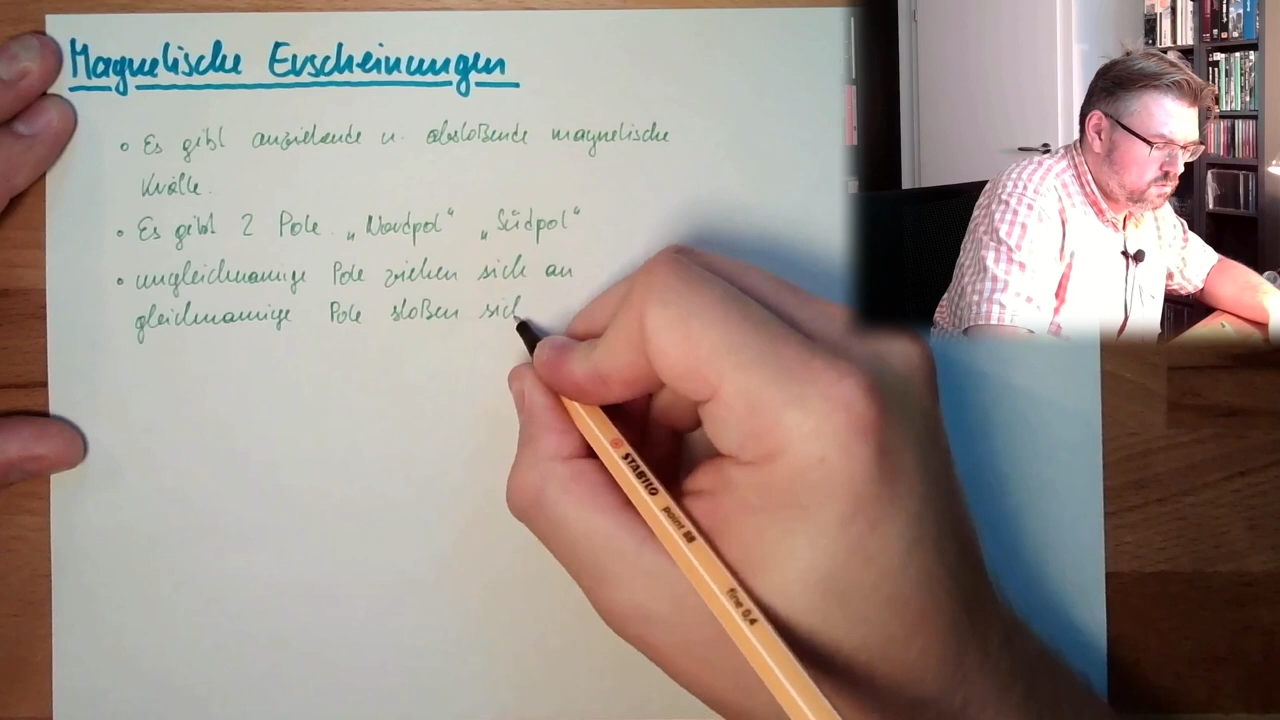 Magnetische Erscheinungen
• Es gibt anziehende u. abstoßende magnetische
Kräfte.
• Es gibt 2 Pole. „Nordpol“ „Südpol“
• ungleichnamige Pole ziehen sich an
gleichnamige Pole stoßen sich
STABILO point 88 fine 0,4